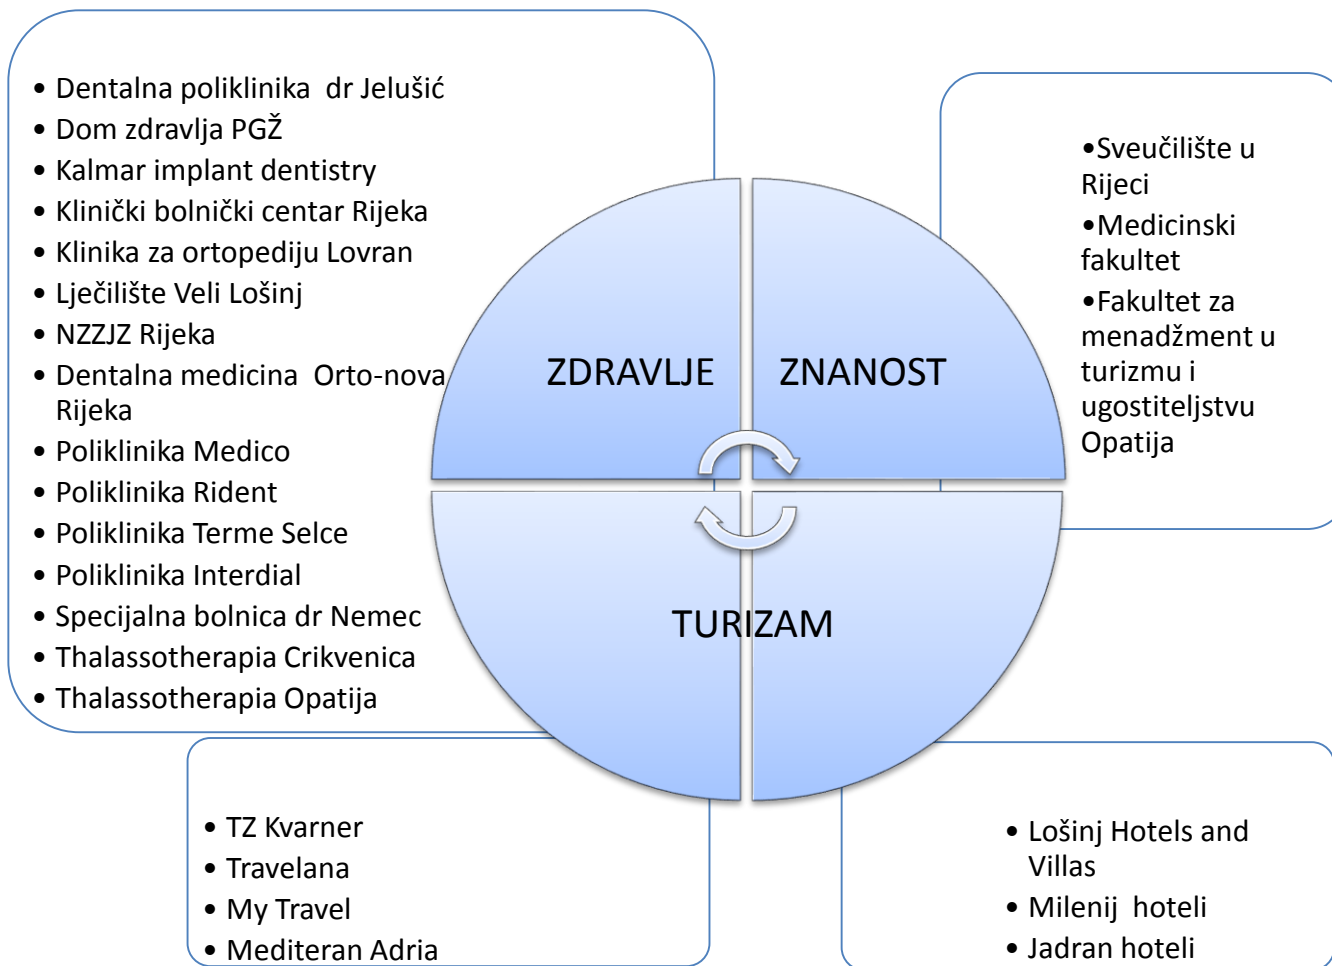 • Dentalna poliklinika dr Jelušić
• Dom zdravlja PGŽ
• Kalmar implant dentistry
• Klinički bolnički centar Rijeka
• Klinika za ortopediju Lovran
• Lječilište Veli Lošinj
• NZZJZ Rijeka
• Dentalna medicina Orto-nova
Rijeka
• Poliklinika Medico
• Poliklinika Rident
• Poliklinika Terme Selce
• Poliklinika Interdial
• Specijalna bolnica dr Nemec
• Thalassotherapia Crikvenica
• Thalassotherapia Opatija
•Sveučilište u
Rijeci
•Medicinski
fakultet
•Fakultet za
menadžment u
turizmu i
ugostiteljstvu
Opatija
ZDRAVLJE
ZNANOST
TURIZAM
• TZ Kvarner
• Travelana
• My Travel
• Mediteran Adria
• Lošinj Hotels and
Villas
• Milenij hoteli
• Jadran hoteli